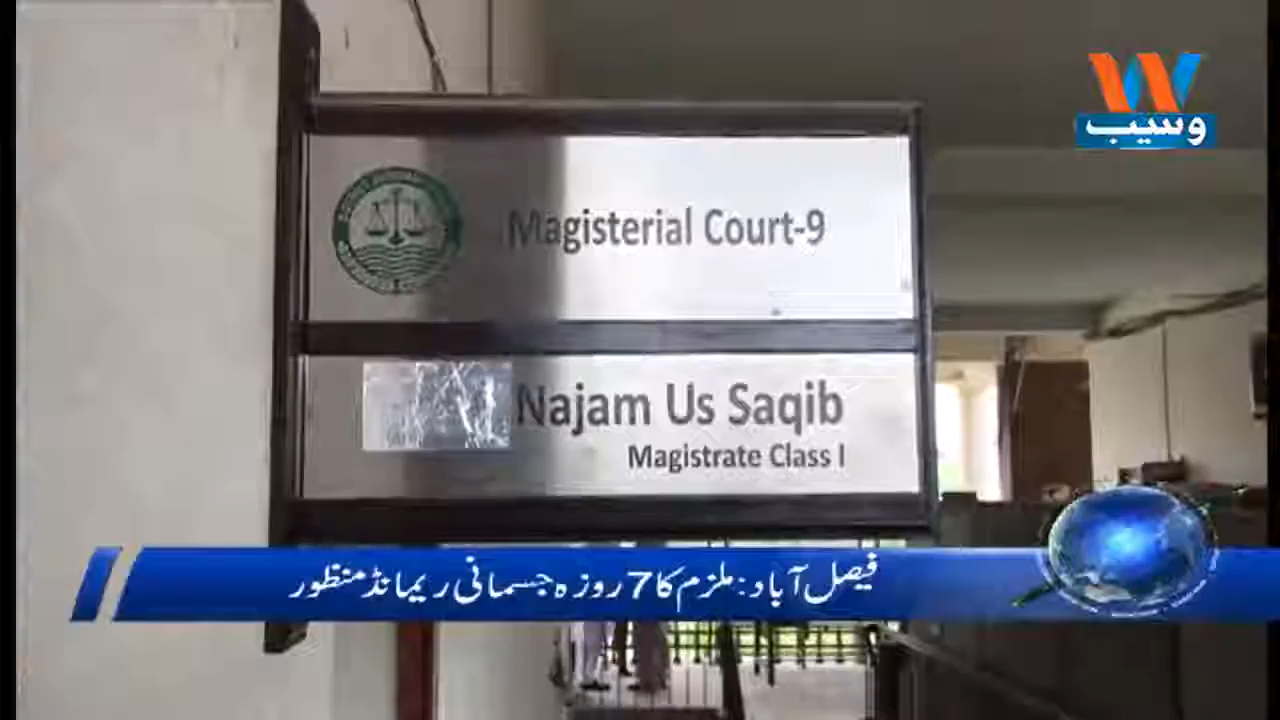 وسیب
Magisterial Court-9
Najam Us Saqib
Magistrate Class I
فیصل آباد: ملزم کا 7 روزہ جسمانی ریمانڈ منظور